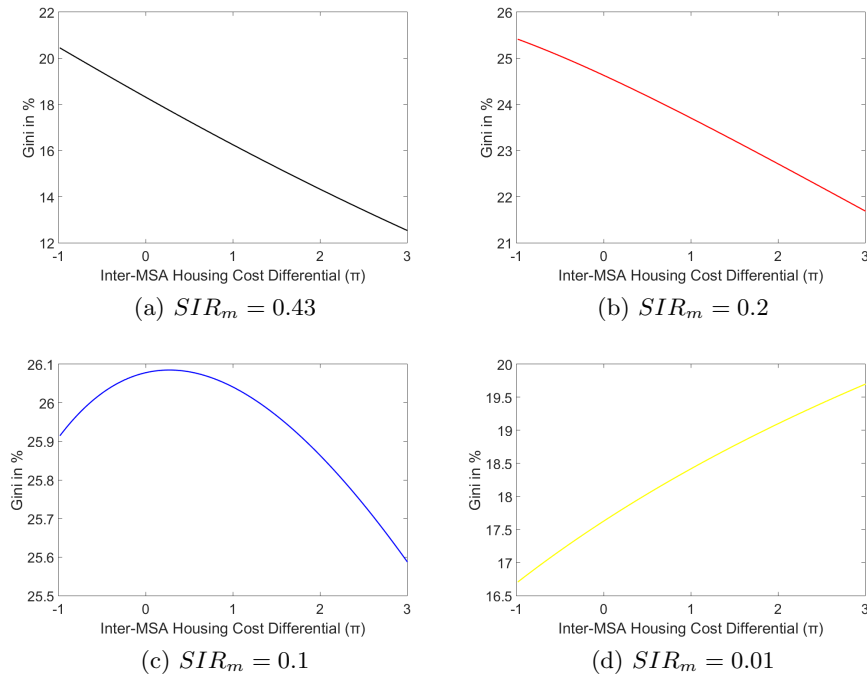 22
20
18
16
14
12
Gini in %
-1 0 1 2 3
Inter-MSA Housing Cost Differential (π)
(a) SIR_m = 0.43
26
25
24
23
22
21
Gini in %
-1 0 1 2 3
Inter-MSA Housing Cost Differential (π)
(b) SIR_m = 0.2
26.1
26
25.9
25.8
25.7
25.6
25.5
Gini in %
-1 0 1 2 3
Inter-MSA Housing Cost Differential (π)
(c) SIR_m = 0.1
20
19.5
19
18.5
18
17.5
17
16.5
Gini in %
-1 0 1 2 3
Inter-MSA Housing Cost Differential (π)
(d) SIR_m = 0.01